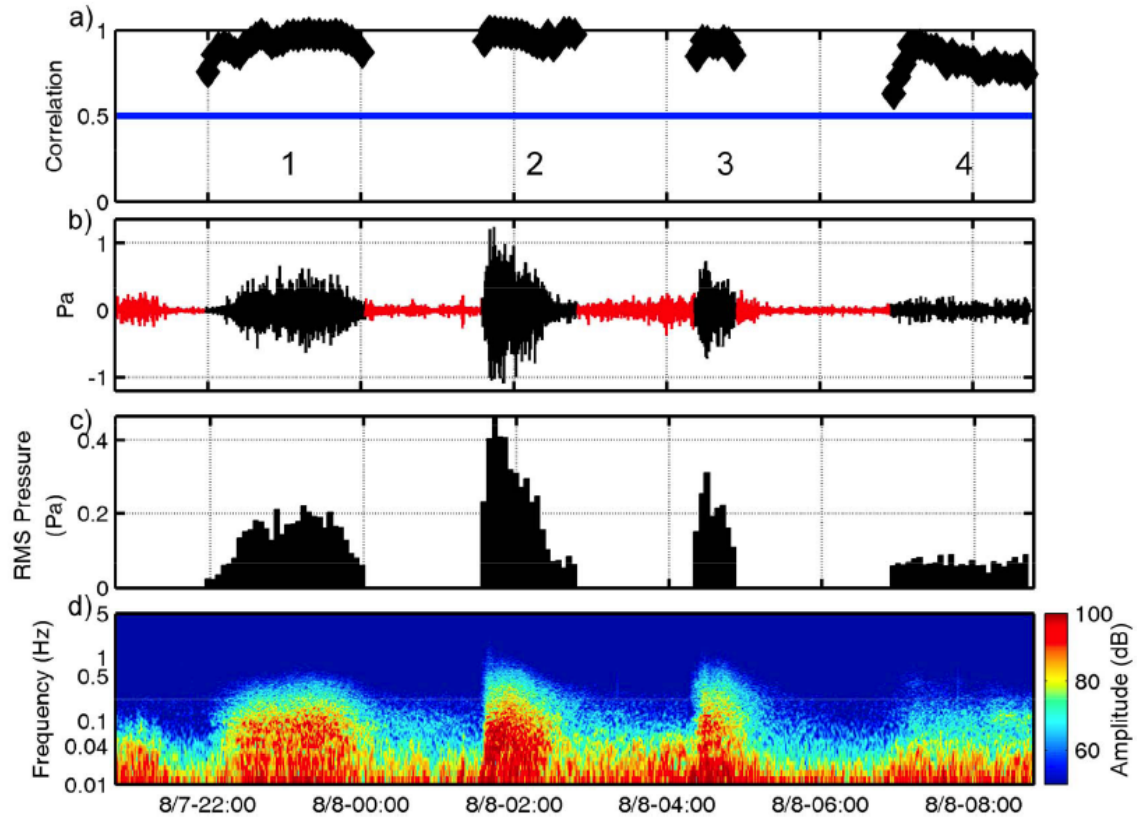 a)
1
0.5
0
Correlation
1 2 3 4
b)
1
0
-1
Pa
c)
0.4
0.2
0
RMS Pressure
(Pa)
d)
5
1
0.5
0.1
0.04
0.01
Frequency (Hz)
100
80
60
Amplitude (dB)
8/7-22:00 8/8-00:00 8/8-02:00 8/8-04:00 8/8-06:00 8/8-08:00